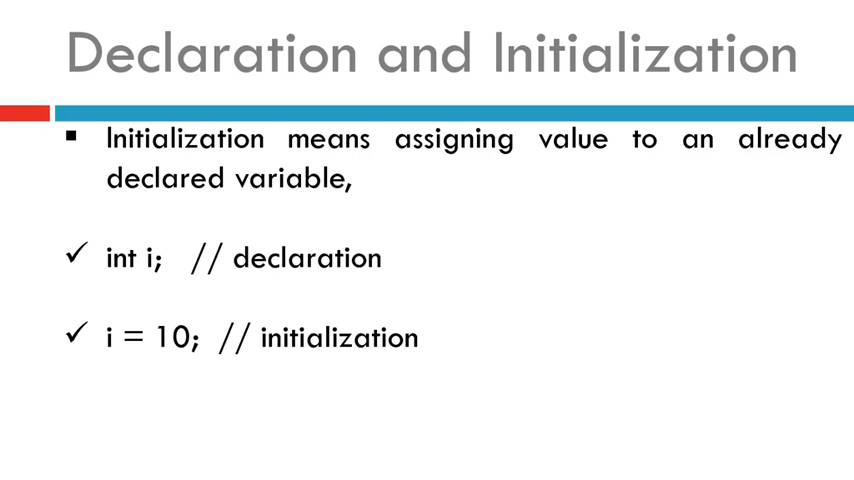 Declaration and Initialization
▪ Initialization means assigning value to an already
declared variable,
✓ int i; // declaration
✓ i = 10; // initialization